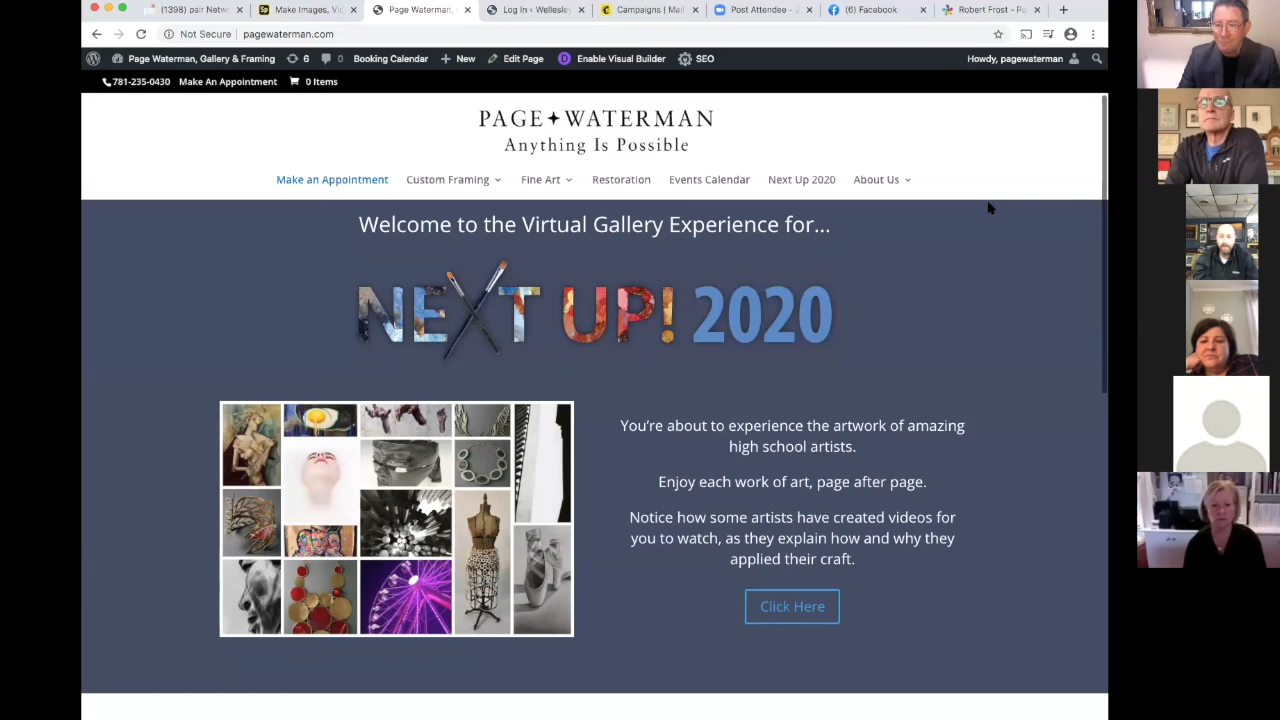 (1398) pair Netw
Make Images, Vid
Page Waterman,
Log In ‹ Wellesley
Campaigns | Mail
Post Attendee - Z
(6) Facebook
Robert Frost - Po
Not Secure
pagewaterman.com
Page Waterman, Gallery & Framing
6
0
Booking Calendar
New
Edit Page
Enable Visual Builder
SEO
Howdy, pagewaterman
781-235-0430 Make An Appointment 0 Items
PAGE WATERMAN
Anything Is Possible
Make an Appointment
Custom Framing
Fine Art
Restoration
Events Calendar
Next Up 2020
About Us
Welcome to the Virtual Gallery Experience for...
NEXT UP! 2020
You're about to experience the artwork of amazing
high school artists.
Enjoy each work of art, page after page.
Notice how some artists have created videos for
you to watch, as they explain how and why they
applied their craft.
Click Here